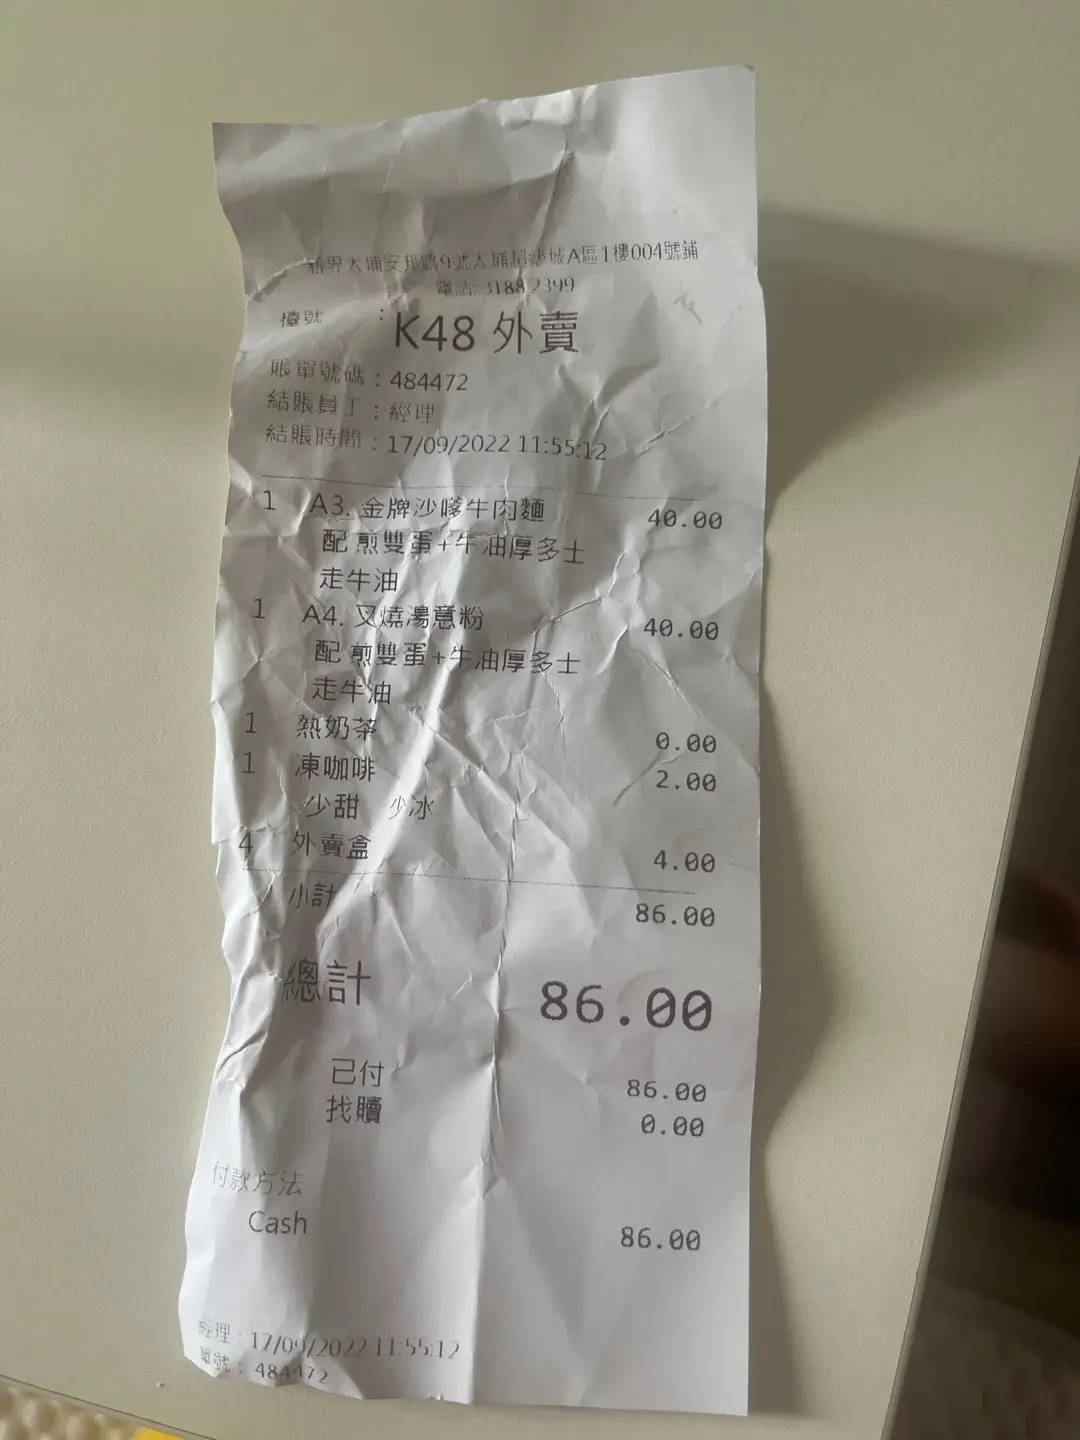 新界大埔安邦路9號大埔超級城A區1樓004號鋪
電話: 31882399
檯號 : K48 外賣
賬單號碼 : 484472
結賬員工 : 經理
結賬時間 : 17/09/2022 11:55:12
1 A3. 金牌沙嗲牛肉麵 40.00
配 煎雙蛋+牛油厚多士
走牛油
1 A4. 叉燒湯意粉 40.00
配 煎雙蛋+牛油厚多士
走牛油
1 熱奶茶 0.00
1 凍咖啡 2.00
少甜 少冰
4 外賣盒 4.00
小計 86.00
總計 86.00
已付 86.00
找贖 0.00
付款方法
Cash 86.00
經理 : 17/09/2022 11:55:12
單號 : 484472